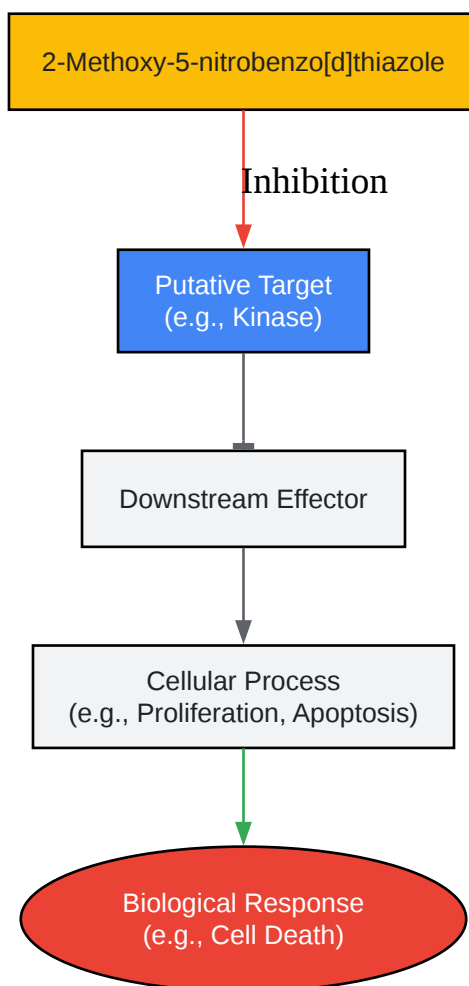 2-Methoxy-5-nitrobenzo[d]thiazole
Inhibition
Putative Target
(e.g., Kinase)
Downstream Effector
Cellular Process
(e.g., Proliferation, Apoptosis)
Biological Response
(e.g., Cell Death)